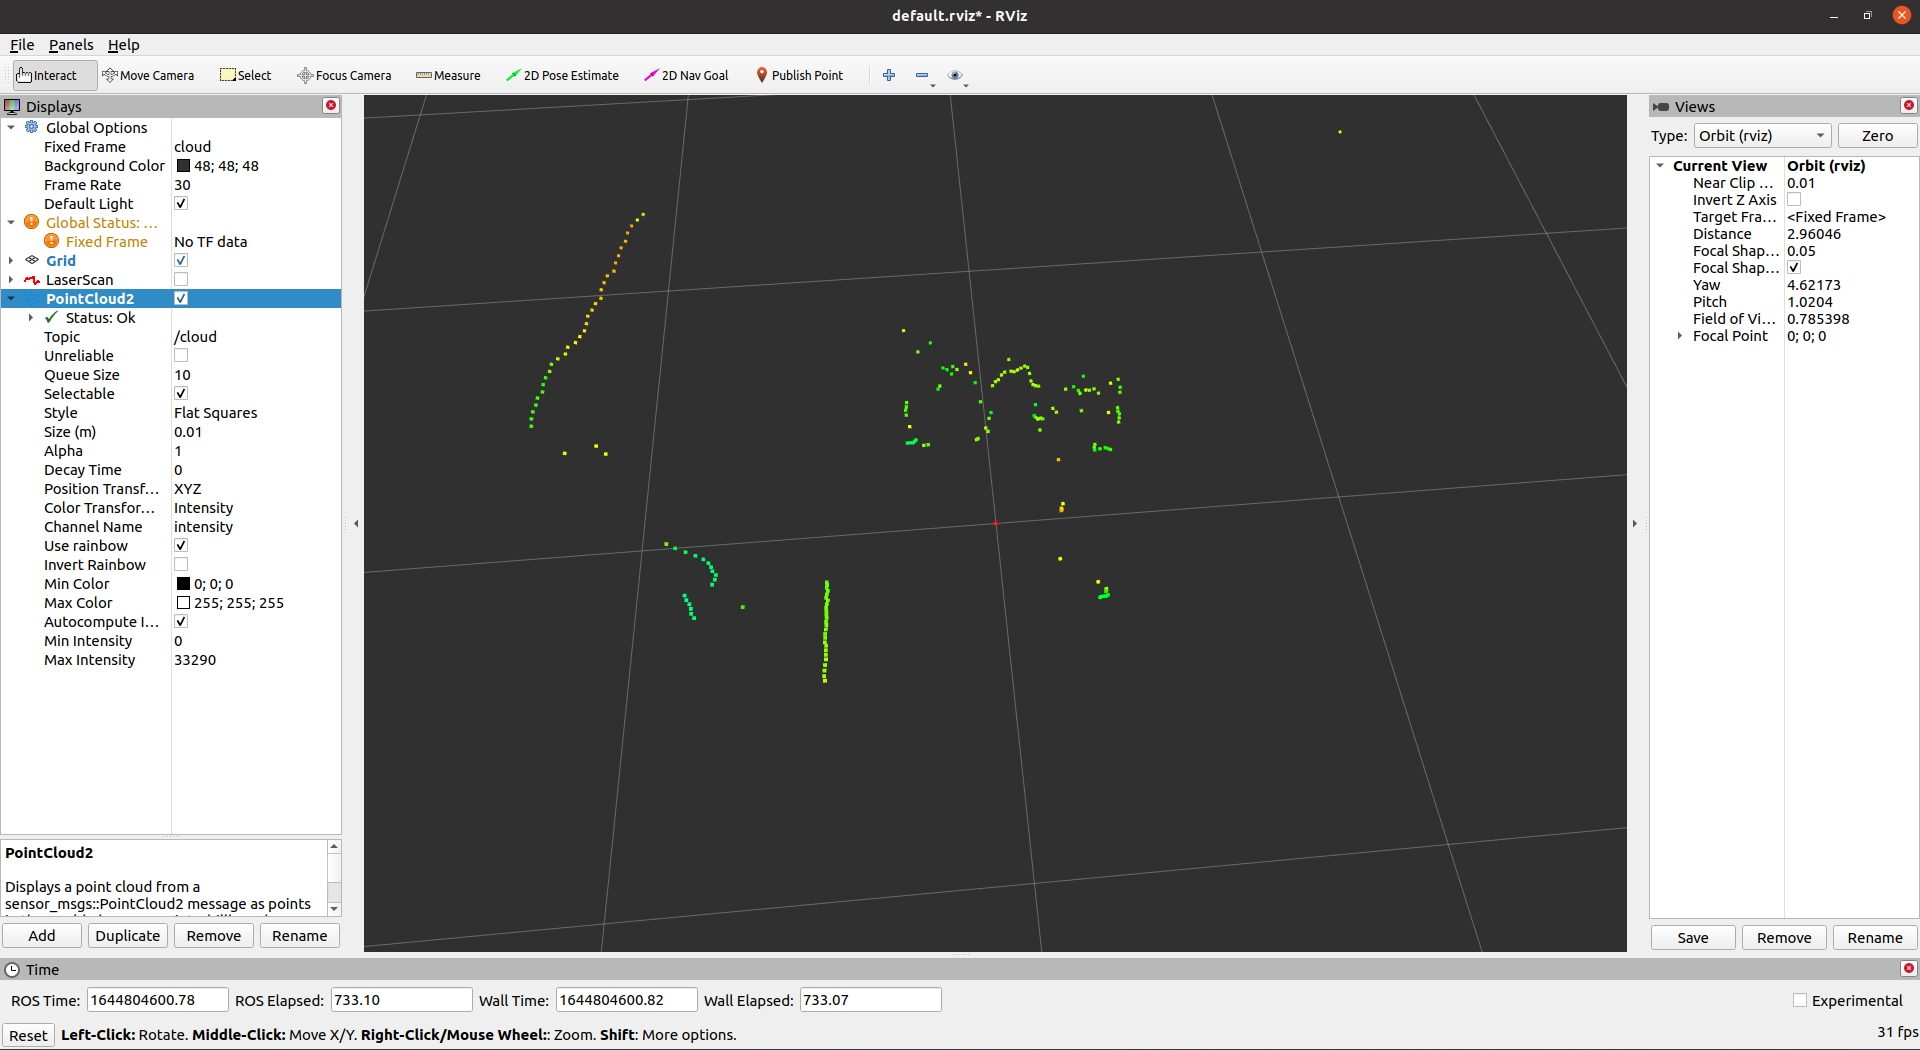 default.rviz* - RViz
File Panels Help
Interact Move Camera Select Focus Camera Measure 2D Pose Estimate 2D Nav Goal Publish Point
Displays
Global Options
Fixed Frame cloud
Background Color 48; 48; 48
Frame Rate 30
Default Light
Global Status: ...
Fixed Frame No TF data
Grid
LaserScan
PointCloud2
Status: Ok
Topic /cloud
Unreliable
Queue Size 10
Selectable
Style Flat Squares
Size (m) 0.01
Alpha 1
Decay Time 0
Position Transf... XYZ
Color Transfor... Intensity
Channel Name intensity
Use rainbow
Invert Rainbow
Min Color 0; 0; 0
Max Color 255; 255; 255
Autocompute I...
Min Intensity 0
Max Intensity 33290
PointCloud2
Displays a point cloud from a
sensor_msgs::PointCloud2 message as points
Add Duplicate Remove Rename
Views
Type: Orbit (rviz) Zero
Current View Orbit (rviz)
Near Clip ... 0.01
Invert Z Axis
Target Fra... <Fixed Frame>
Distance 2.96046
Focal Shap... 0.05
Focal Shap...
Yaw 4.62173
Pitch 1.0204
Field of Vi... 0.785398
Focal Point 0; 0; 0
Save Remove Rename
Time
ROS Time: 1644804600.78 ROS Elapsed: 733.10 Wall Time: 1644804600.82 Wall Elapsed: 733.07 Experimental
Reset Left-Click: Rotate. Middle-Click: Move X/Y. Right-Click/Mouse Wheel:: Zoom. Shift: More options. 31 fps